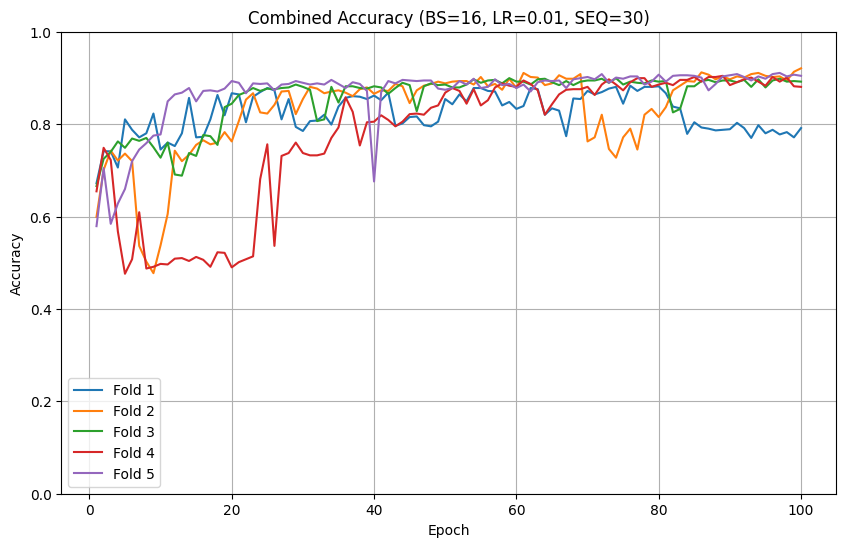 Combined Accuracy (BS=16, LR=0.01, SEQ=30)
1.0
0.8
0.6
0.4
0.2
0.0
Accuracy
Fold 1
Fold 2
Fold 3
Fold 4
Fold 5
0 20 40 60 80 100
Epoch